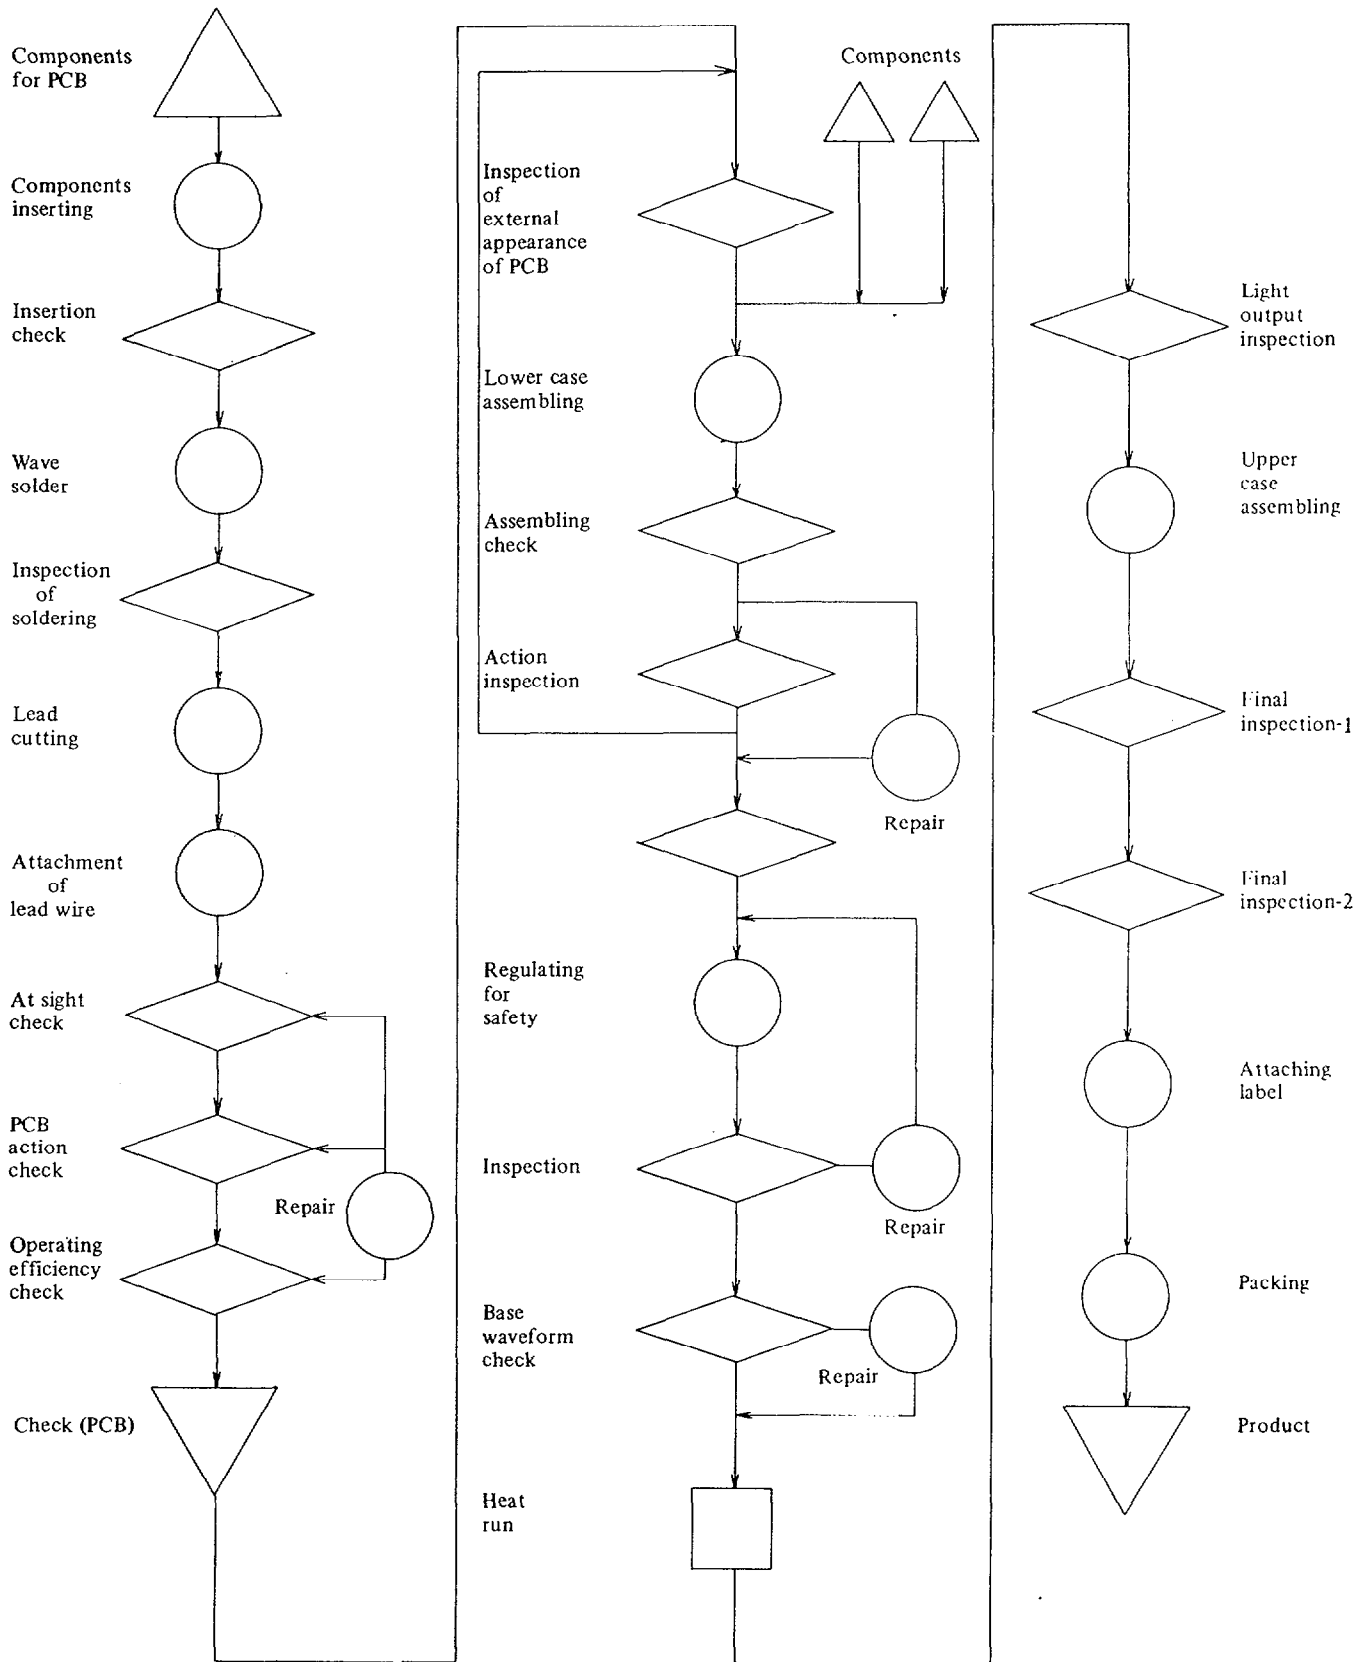 Components
for PCB
Components
inserting
Insertion
check
Wave
solder
Inspection
of
soldering
Lead
cutting
Attachment
of
lead wire
At sight
check
PCB
action
check
Repair
Operating
efficiency
check
Check (PCB)
Components
Inspection
of
external
appearance
of PCB
Lower case
assembling
Assembling
check
Action
inspection
Repair
Regulating
for
safety
Inspection
Repair
Base
waveform
check
Repair
Heat
run
Light
output
inspection
Upper
case
assembling
Final
inspection-1
Final
inspection-2
Attaching
label
Packing
Product